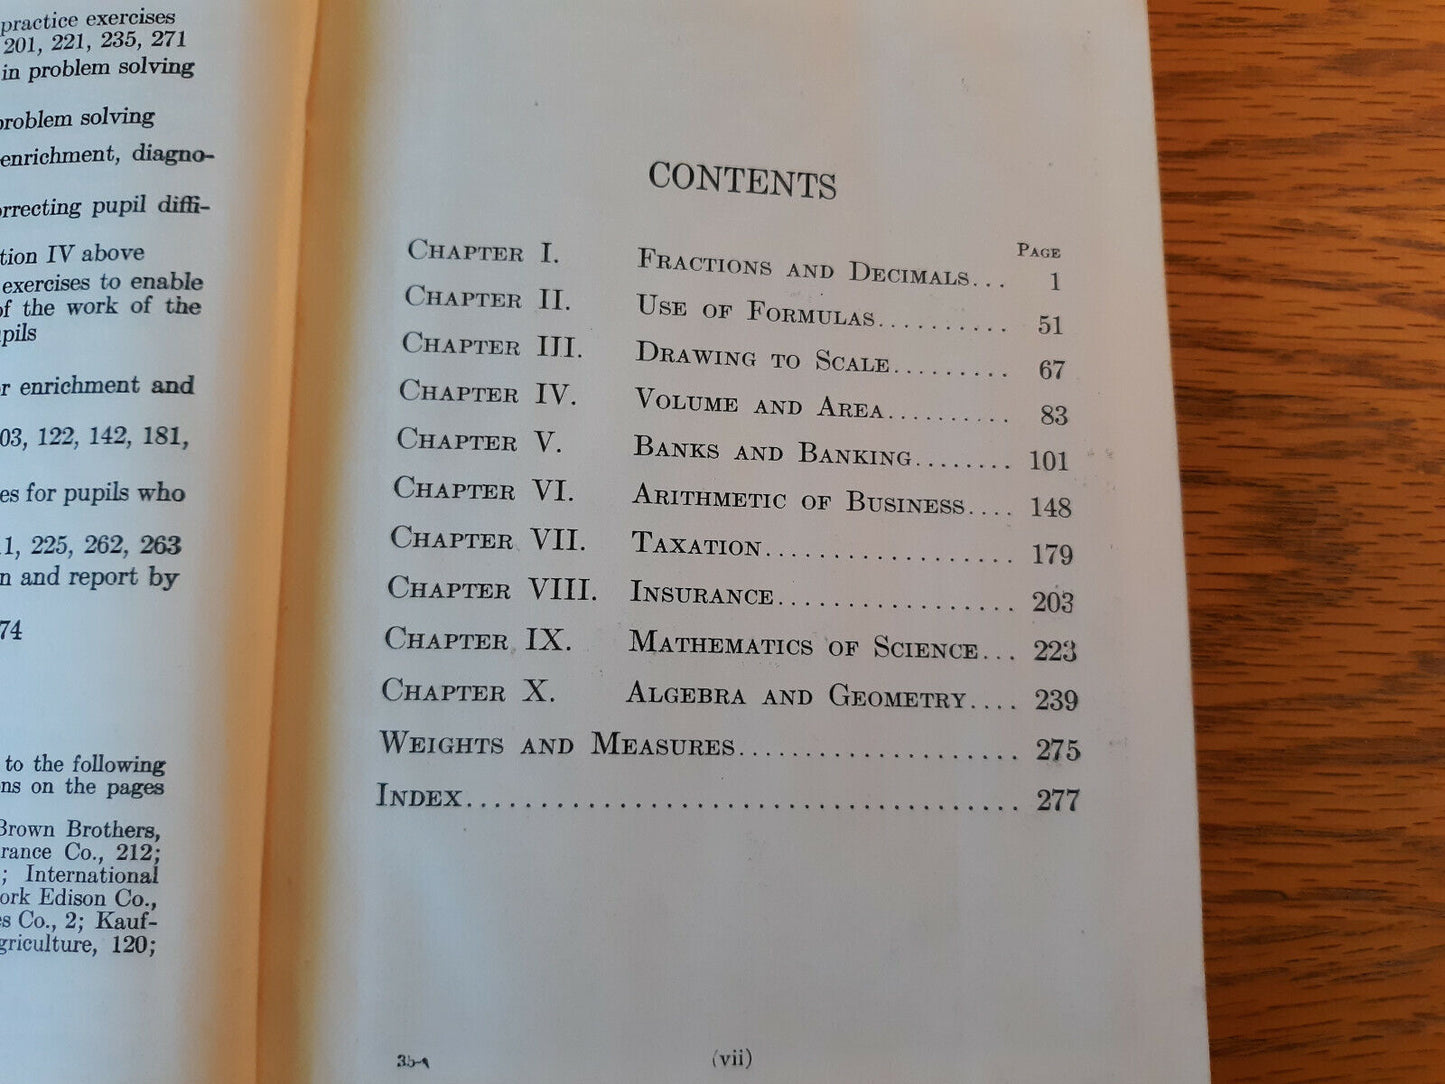 practice exercises
201, 221, 235, 271
in problem solving
problem solving
enrichment, diagno-
orrecting pupil diffi-
tion IV above
exercises to enable
of the work of the
pils
r enrichment and
03, 122, 142, 181,
es for pupils who
1, 225, 262, 263
n and report by
74
to the following
ns on the pages
Brown Brothers,
rance Co., 212;
; International
ork Edison Co.,
s Co., 2; Kauf-
griculture, 120;
CONTENTS
PAGE
CHAPTER I. FRACTIONS AND DECIMALS... 1
CHAPTER II. USE OF FORMULAS.......... 51
CHAPTER III. DRAWING TO SCALE......... 67
CHAPTER IV. VOLUME AND AREA.......... 83
CHAPTER V. BANKS AND BANKING........ 101
CHAPTER VI. ARITHMETIC OF BUSINESS.... 148
CHAPTER VII. TAXATION................... 179
CHAPTER VIII. INSURANCE.................. 203
CHAPTER IX. MATHEMATICS OF SCIENCE... 223
CHAPTER X. ALGEBRA AND GEOMETRY.... 239
WEIGHTS AND MEASURES..................... 275
INDEX........................................ 277
(vii)